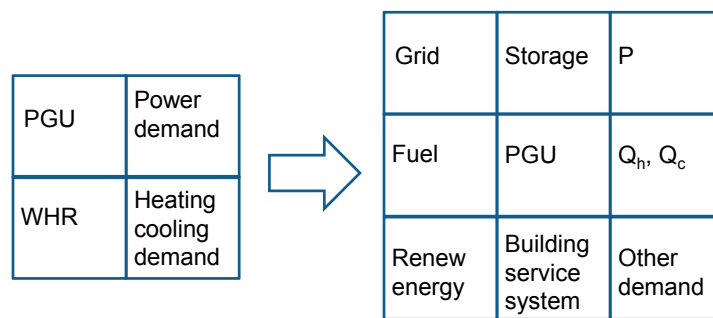 PGU
Power
demand
WHR
Heating
cooling
demand
Grid
Storage
P
Fuel
PGU
Qₕ, Q꜀
Renew
energy
Building
service
system
Other
demand